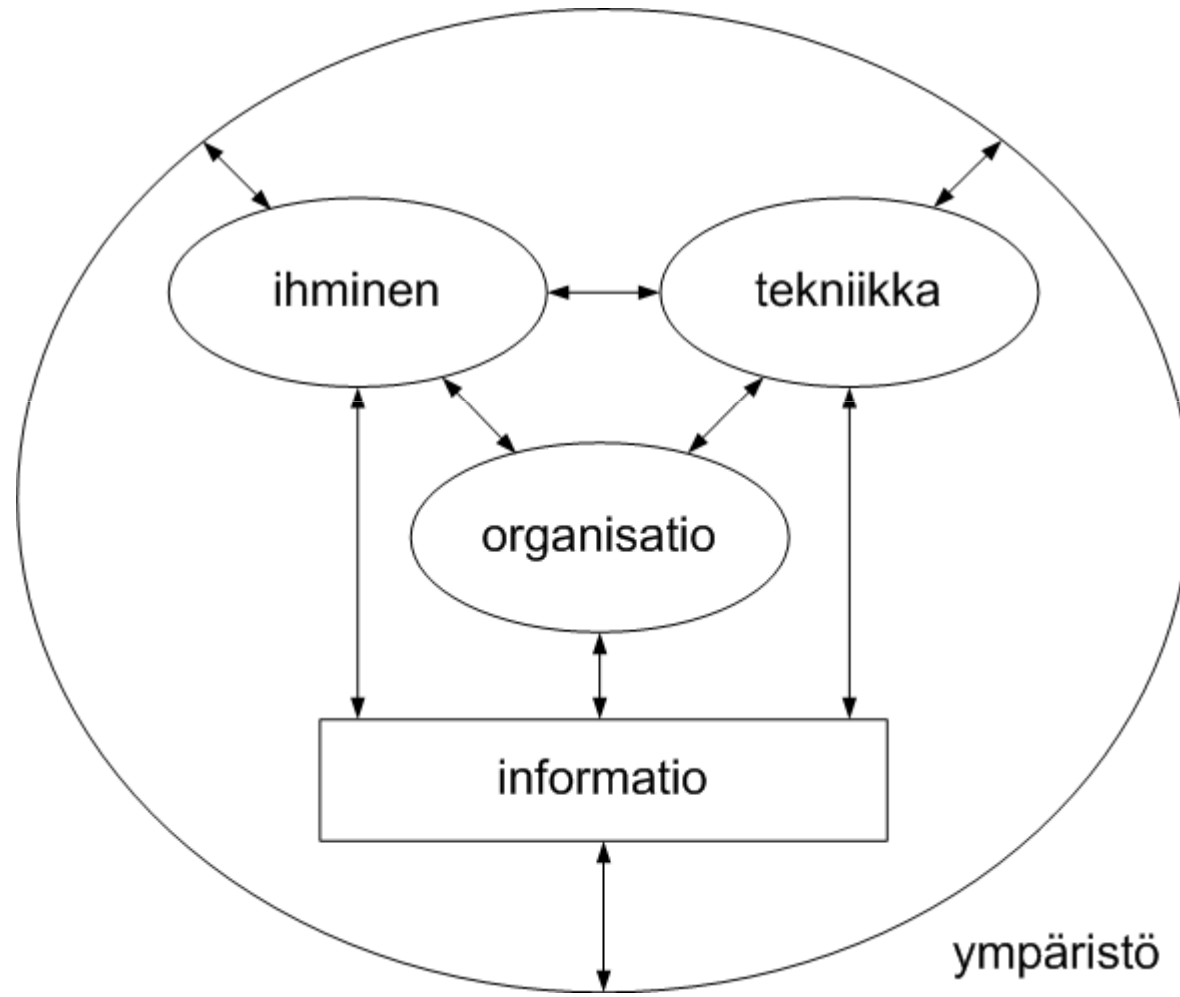 ihminen
tekniikka
organisatio
informatio
ympäristö